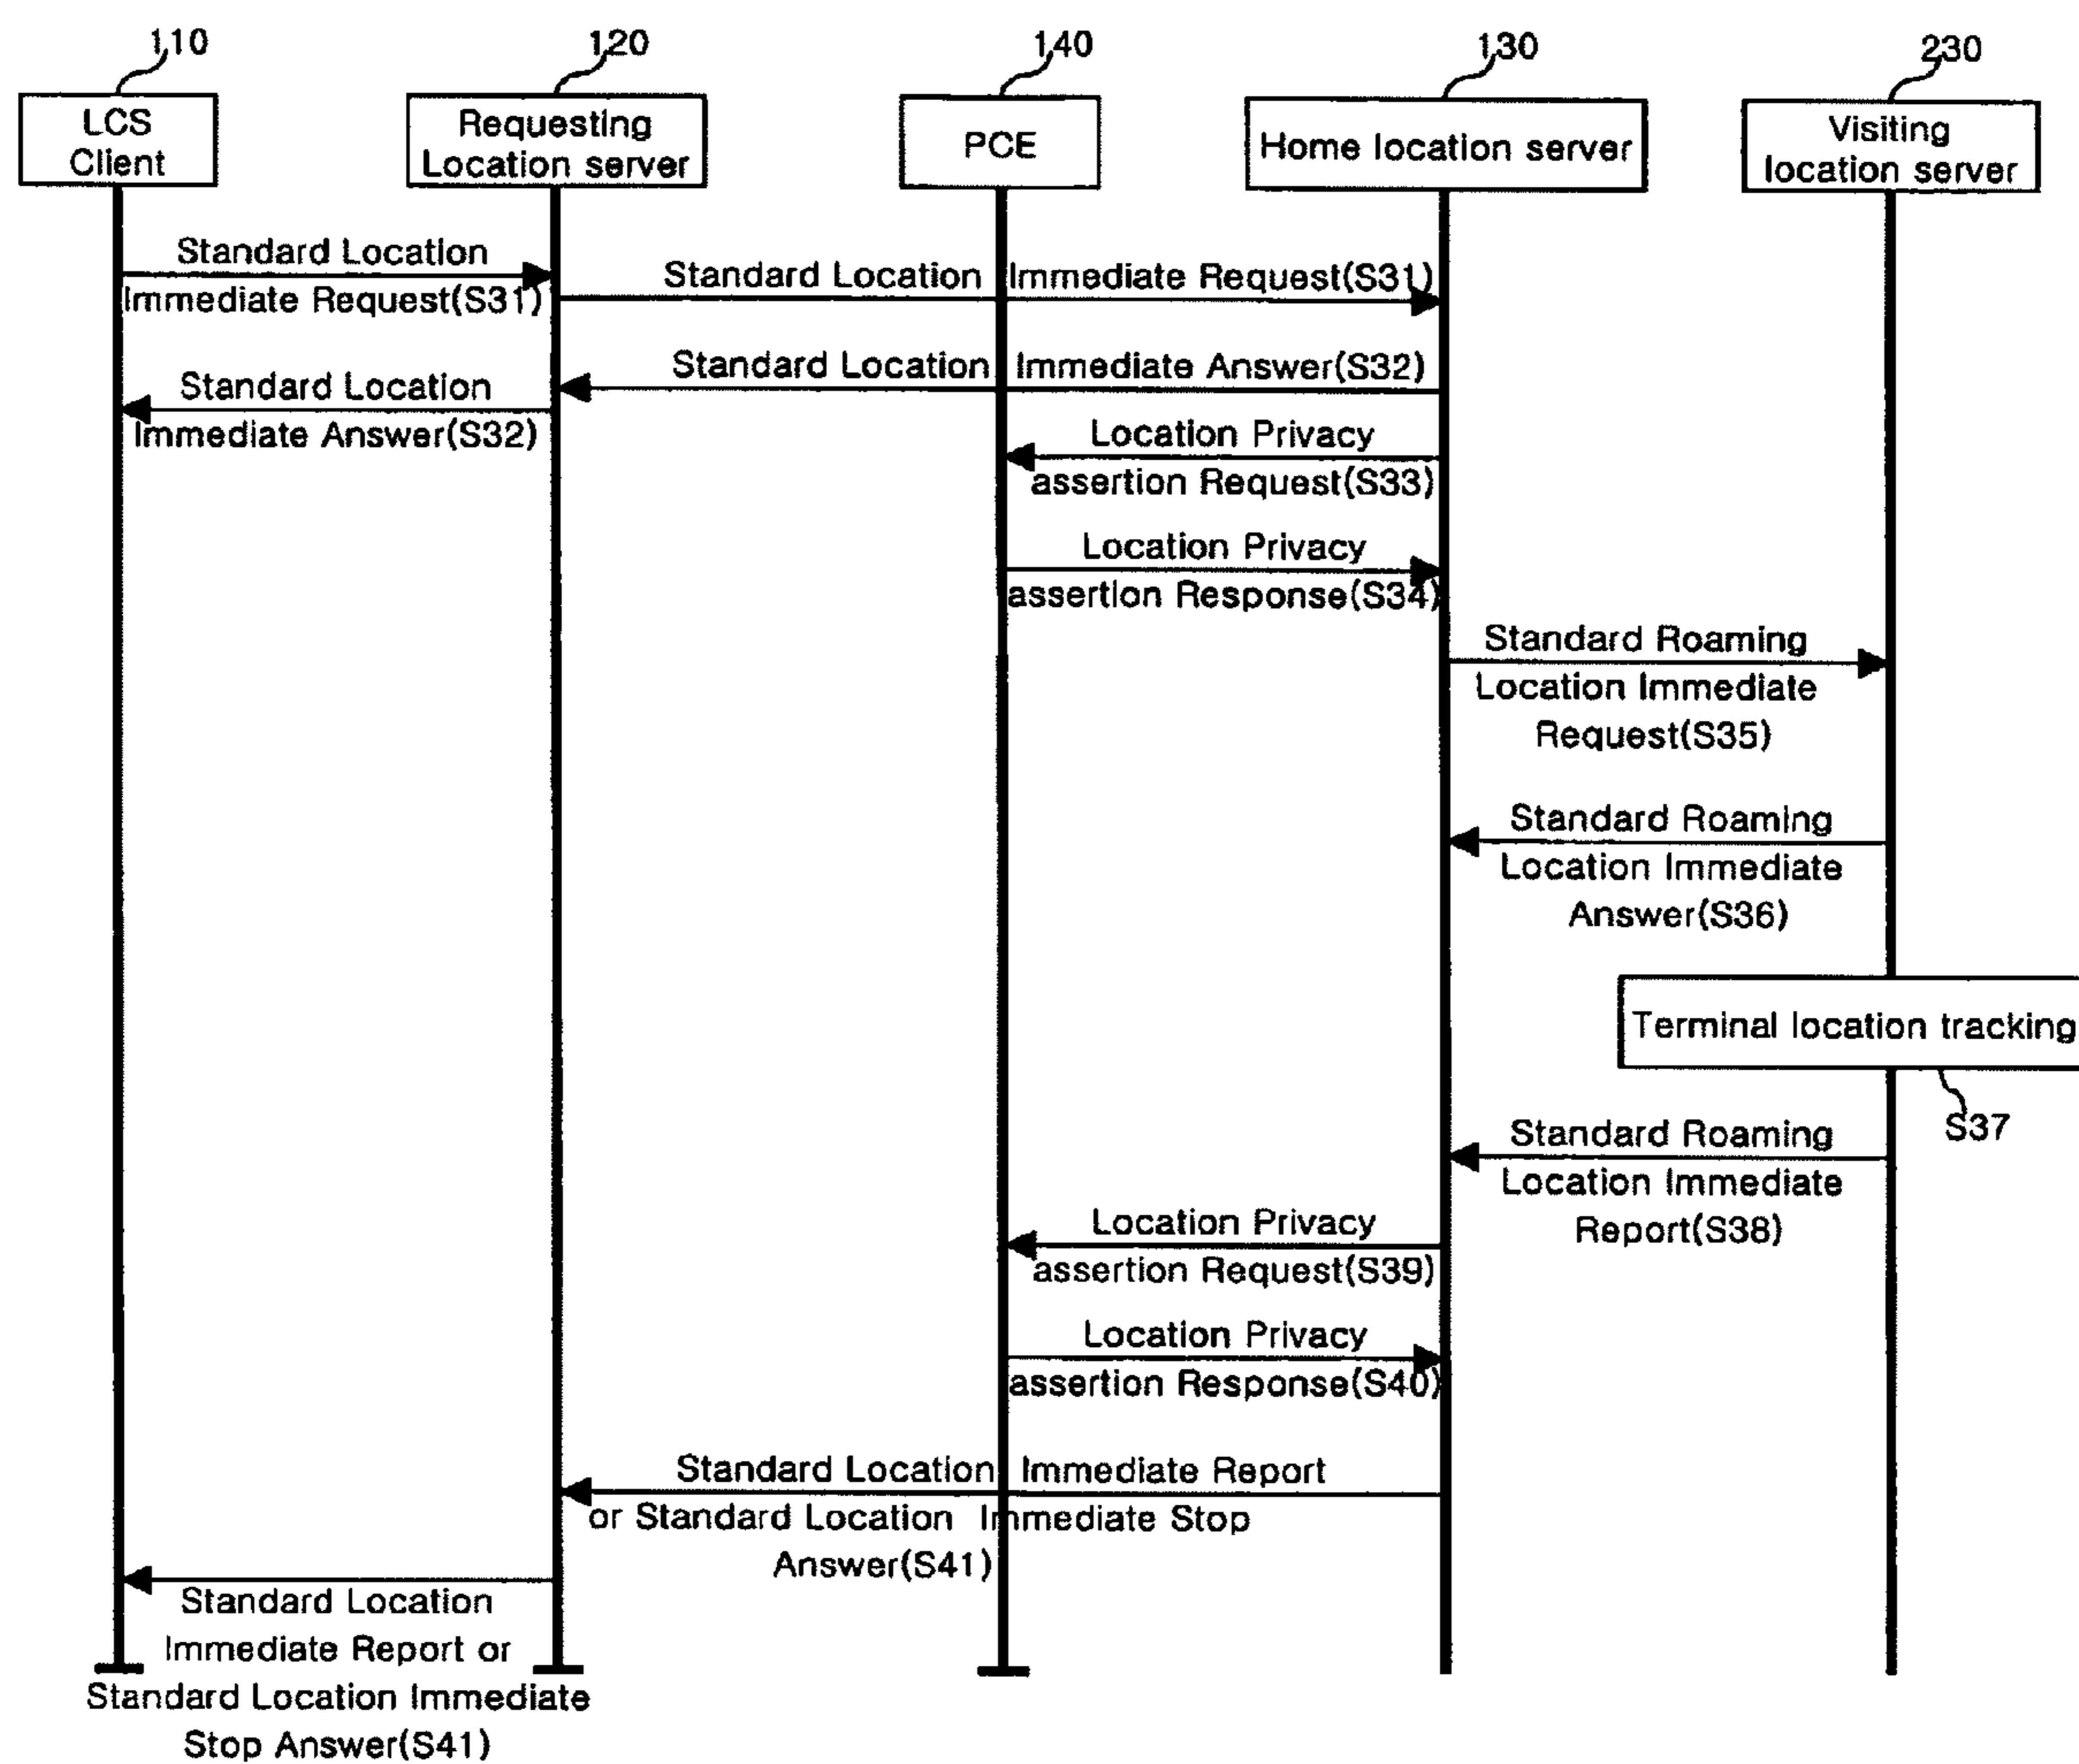 110
120
140
130
230
LCS
Client
Requesting
Location server
PCE
Home location server
Visiting
location server
Standard Location
Immediate Request(S31)
Standard Location Immediate Request(S31)
Standard Location Immediate Answer(S32)
Standard Location
Immediate Answer(S32)
Location Privacy
assertion Request(S33)
Location Privacy
assertion Response(S34)
Standard Roaming
Location Immediate
Request(S35)
Standard Roaming
Location Immediate
Answer(S36)
Terminal location tracking
S37
Standard Roaming
Location Immediate
Report(S38)
Location Privacy
assertion Request(S39)
Location Privacy
assertion Response(S40)
Standard Location Immediate Report
or Standard Location Immediate Stop
Answer(S41)
Standard Location
Immediate Report or
Standard Location Immediate
Stop Answer(S41)